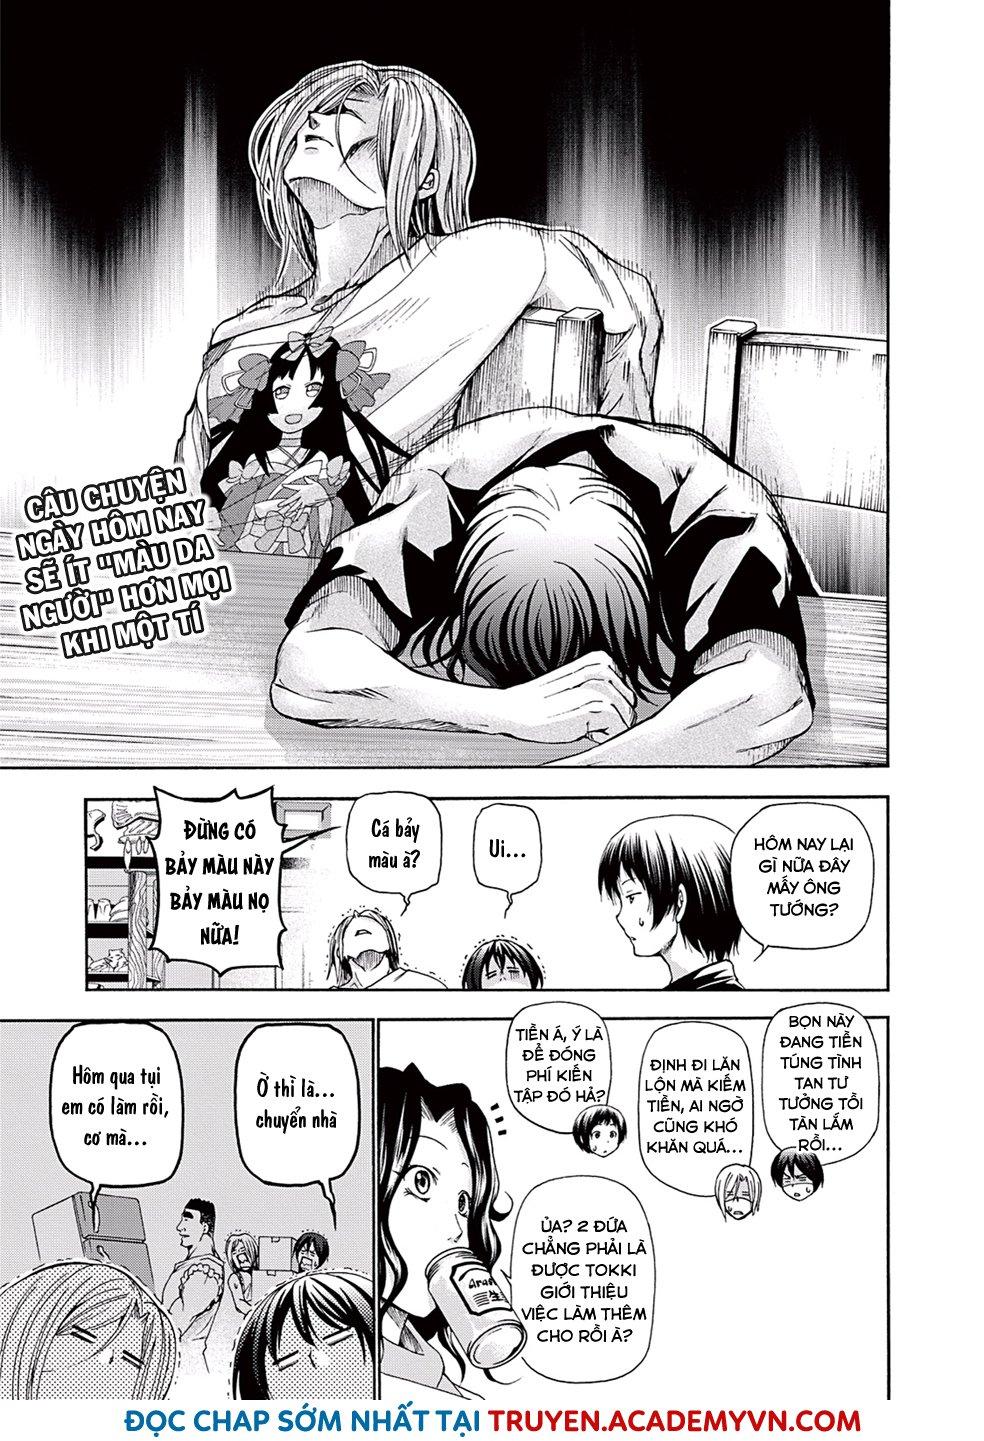 CÂU CHUYỆN
NGÀY HÔM NAY
SẼ ÍT "MÀU DA
NGƯỜI" HƠN MỌI
KHI MỘT TÍ
HÔM NAY LẠI
GÌ NỮA ĐÂY
MẤY ÔNG
TƯỚNG?
Ui...
Cá bảy
màu à?
ĐỪNG CÓ
BẢY MÀU NÀY
BẢY MÀU NỌ
NỮA!
BỌN NÀY
ĐANG TIỀN
TÚNG TÌNH
TAN TƯ
TƯỞNG TỒI
TÀN LẮM
RỒI...
ĐỊNH ĐI LĂN
LỘN MÀ KIẾM
TIỀN, AI NGỜ
CŨNG KHÓ
KHĂN QUÁ...
TIỀN Á, Ý LÀ
ĐỂ ĐÓNG
PHÍ KIẾN
TẬP ĐÓ HẢ?
ỦA? 2 ĐỨA
CHẲNG PHẢI LÀ
ĐƯỢC TOKKI
GIỚI THIỆU
VIỆC LÀM THÊM
CHO RỒI À?
Ờ thì là...
chuyển nhà
Hôm qua tụi
em có làm rồi,
cơ mà...
ĐỌC CHAP SỚM NHẤT TẠI TRUYEN.ACADEMYVN.COM